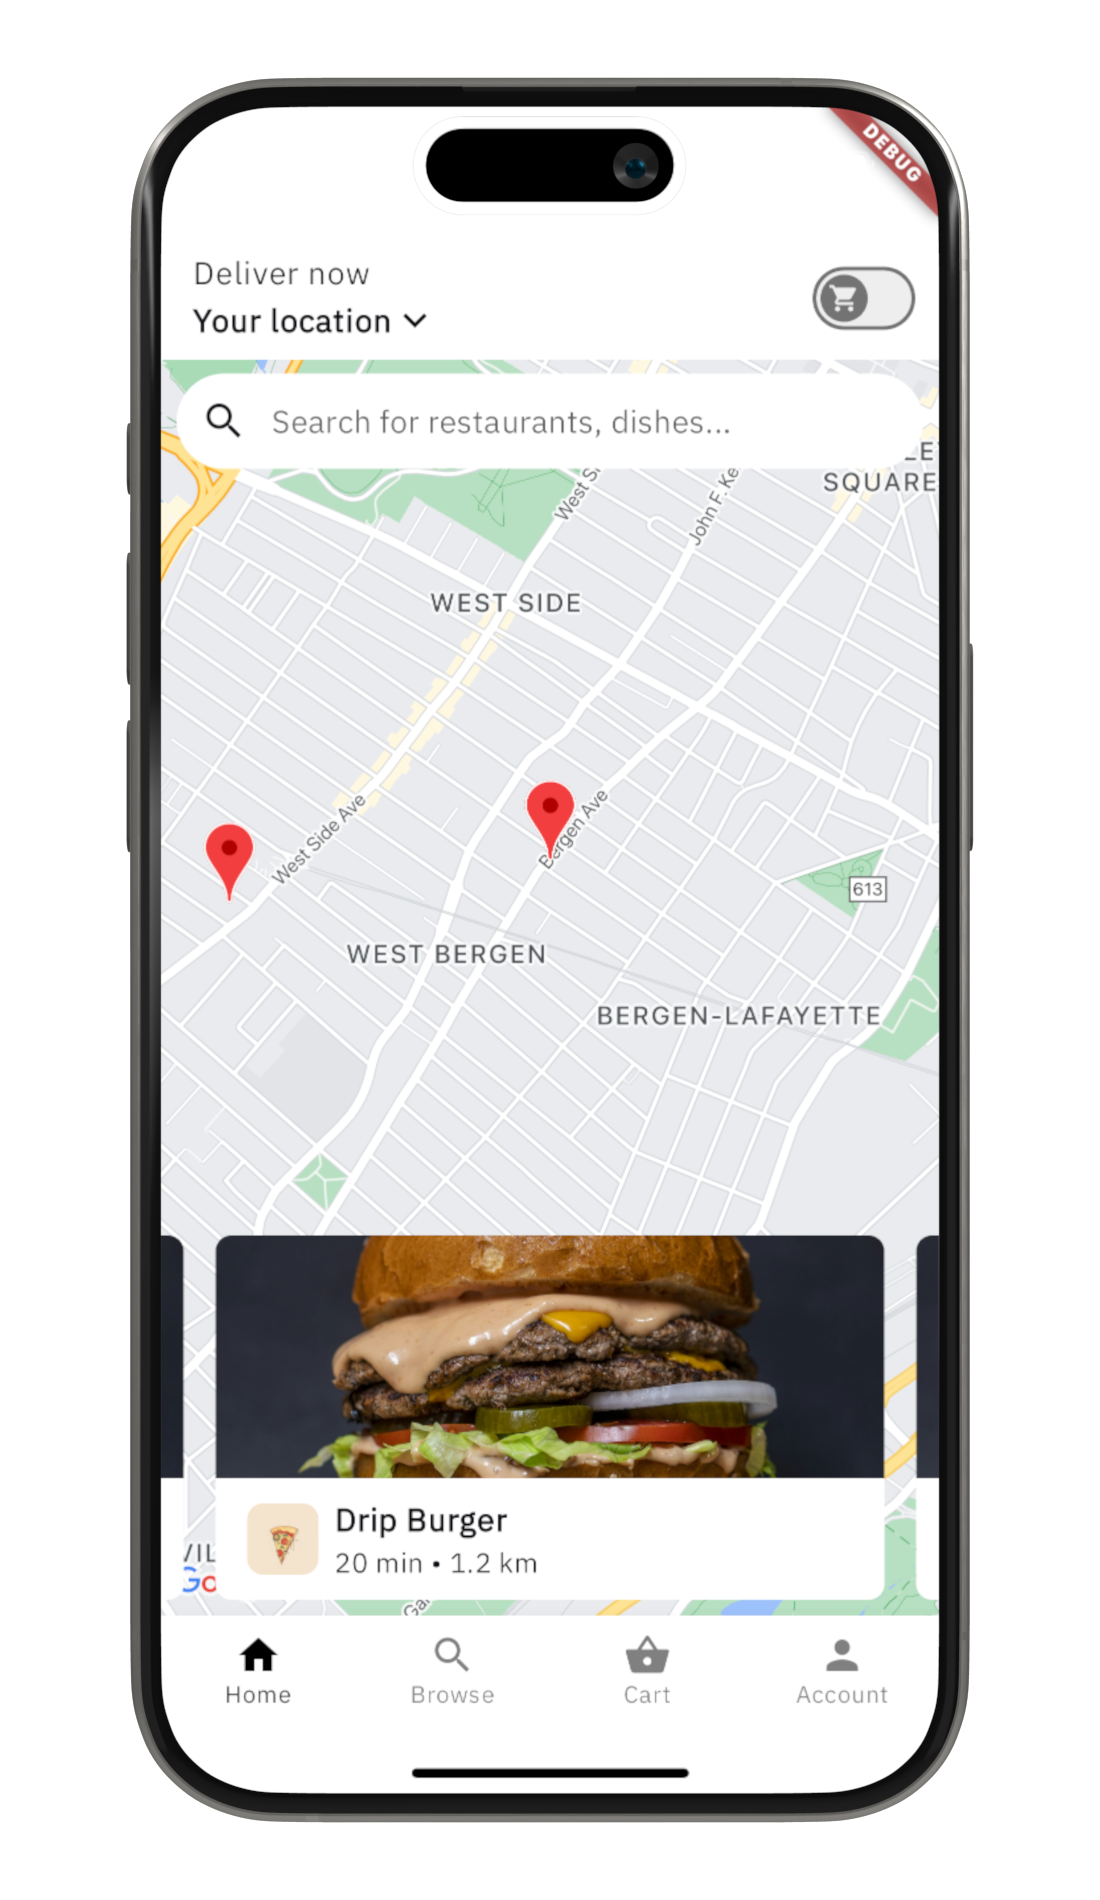 DEBUG
Deliver now
Your location
Search for restaurants, dishes...
SQUARE
West S
John F. Ke
WEST SIDE
West Side Ave
Bergen Ave
613
WEST BERGEN
BERGEN-LAFAYETTE
Drip Burger
20 min • 1.2 km
Home
Browse
Cart
Account